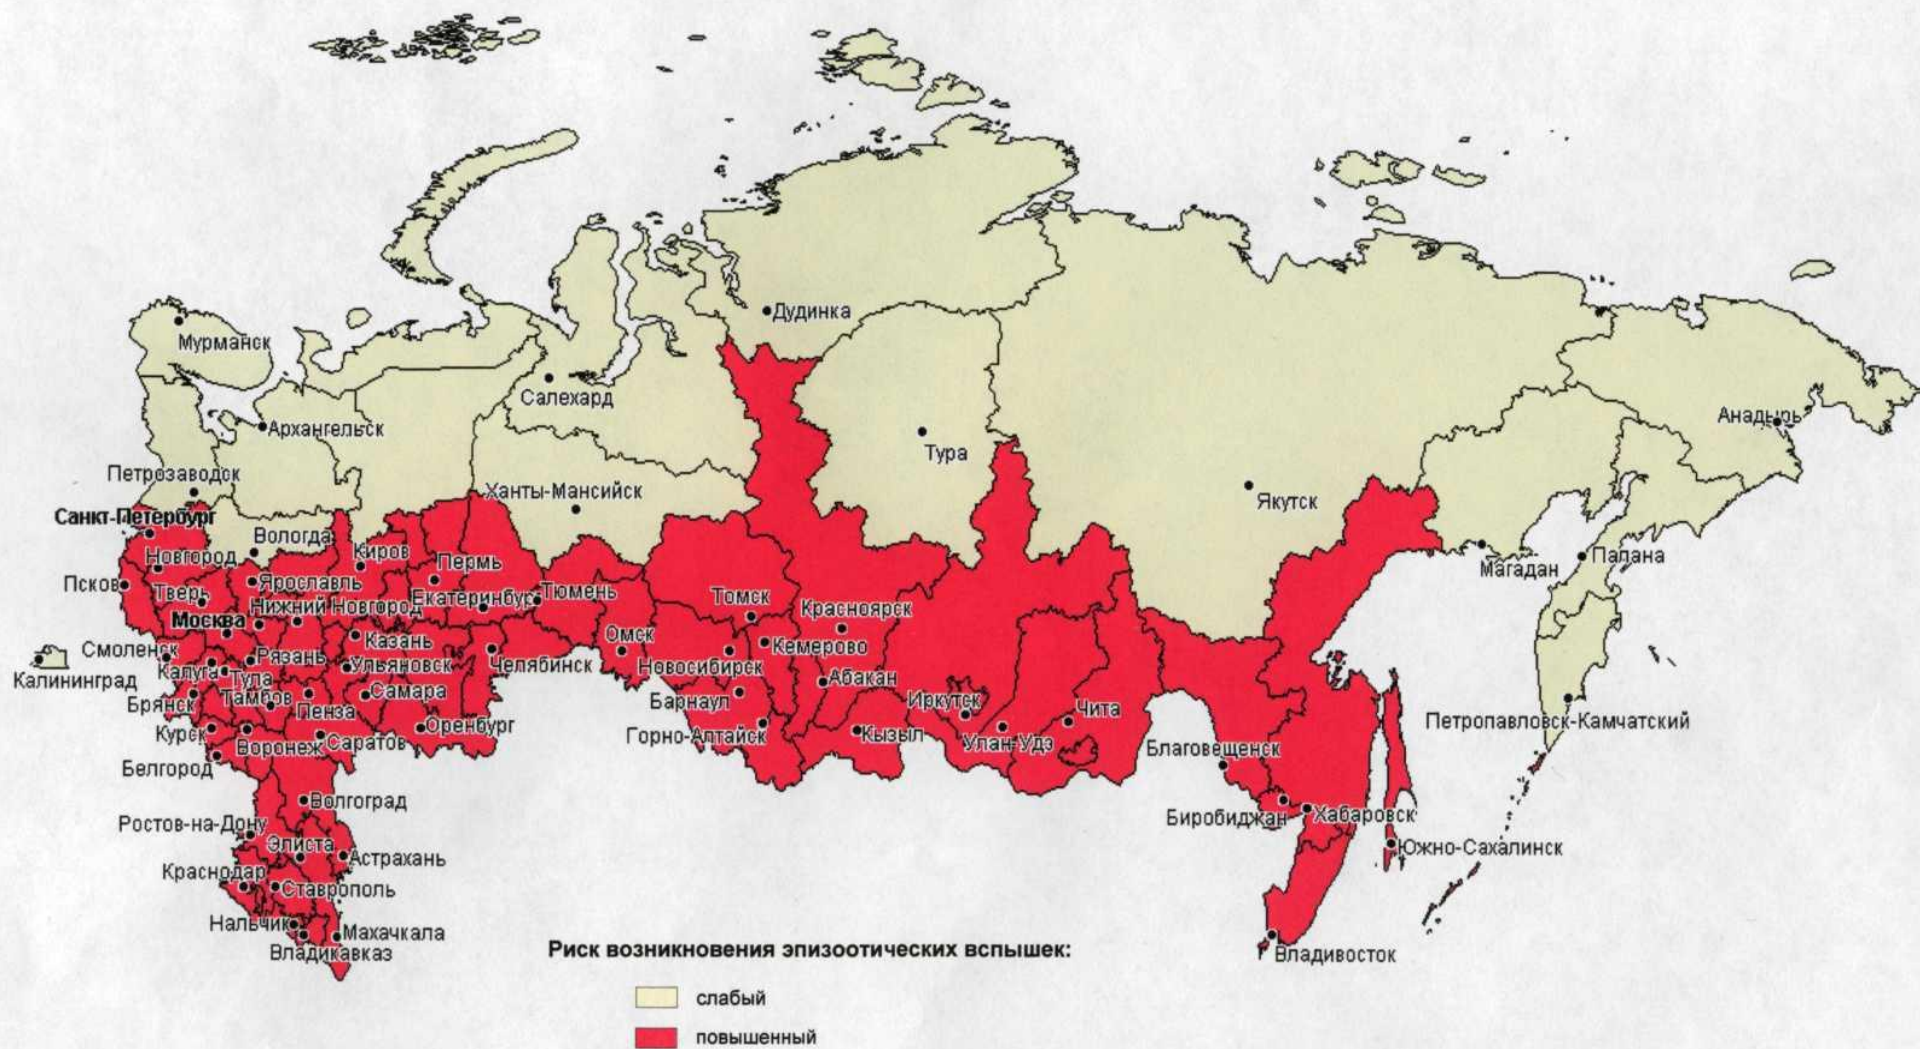 Дудинка
Мурманск
Салехард
Архангельск
Анадырь
Тура
Петрозаводск
Ханты-Мансийск
Якутск
Санкт-Петербург
Вологда
Новгород
Киров
Палана
Магадан
Пермь
Псков
Ярославль
Тверь
Екатеринбург
Тюмень
Нижний Новгород
Томск
Красноярск
Москва
Казань
Омск
Кемерово
Смоленск
Рязань
Ульяновск
Челябинск
Новосибирск
Калуга
Тула
Абакан
Калининград
Самара
Тамбов
Барнаул
Иркутск
Брянск
Пенза
Чита
Петропавловск-Камчатский
Оренбург
Курск
Горно-Алтайск
Кызыл
Воронеж
Саратов
Улан-Удэ
Благовещенск
Белгород
Волгоград
Хабаровск
Биробиджан
Ростов-на-Дону
Элиста
Южно-Сахалинск
Астрахань
Краснодар
Ставрополь
Нальчик
Махачкала
Владикавказ
Владивосток
Риск возникновения эпизоотических вспышек:
слабый
повышенный